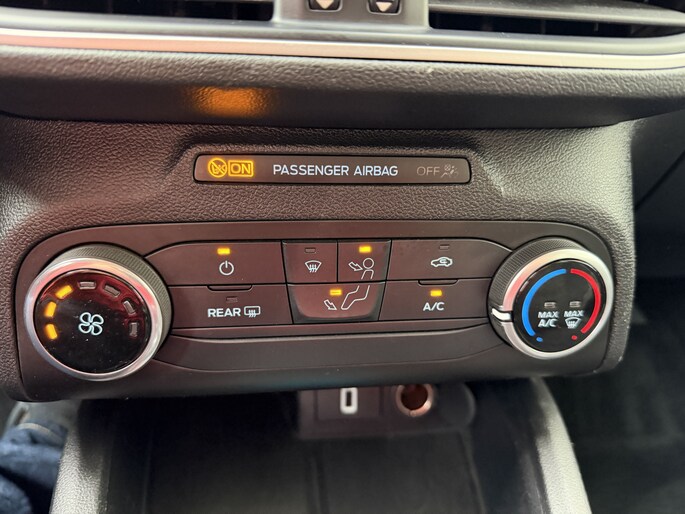 ON PASSENGER AIRBAG OFF
REAR
A/C
MAX
A/C
MAX